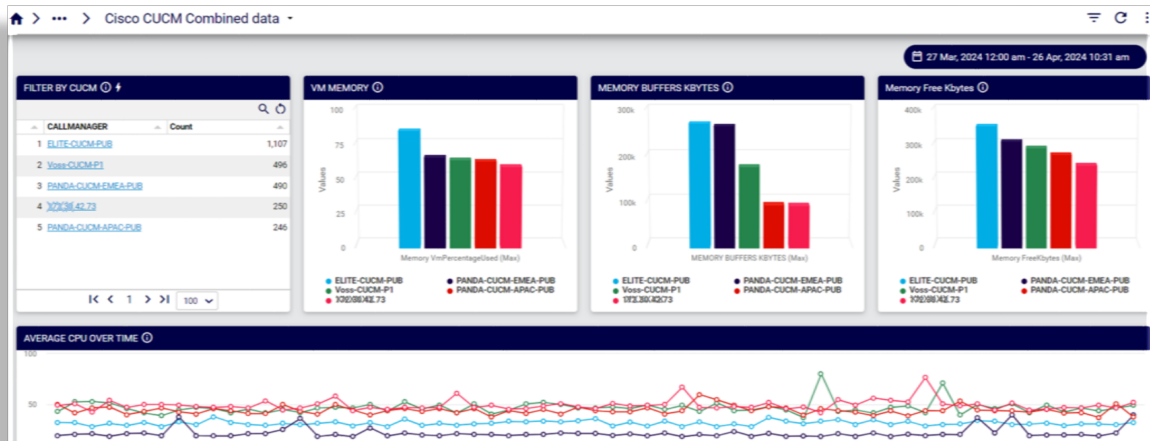 > ••• > Cisco CUCM Combined data
27 Mar, 2024 12:00 am - 26 Apr, 2024 10:31 am
FILTER BY CUCM
CALLMANAGER Count
1 ELITE-CUCM-PUB 1,107
2 Voss-CUCM-P1 496
3 PANDA-CUCM-EMEA-PUB 490
4 42.73 250
5 PANDA-CUCM-APAC-PUB 246
1 100
VM MEMORY
100
75
50
25
0
Values
Memory VmPercentageUsed (Max)
ELITE-CUCM-PUB PANDA-CUCM-EMEA-PUB
Voss-CUCM-P1 PANDA-CUCM-APAC-PUB
.73
MEMORY BUFFERS KBYTES
300k
200k
100k
0
Values
MEMORY BUFFERS KBYTES (Max)
ELITE-CUCM-PUB PANDA-CUCM-EMEA-PUB
Voss-CUCM-P1 PANDA-CUCM-APAC-PUB
.73
Memory Free Kbytes
400k
300k
200k
100k
0
Values
Memory FreeKbytes (Max)
ELITE-CUCM-PUB PANDA-CUCM-EMEA-PUB
Voss-CUCM-P1 PANDA-CUCM-APAC-PUB
.73
AVERAGE CPU OVER TIME
100
50